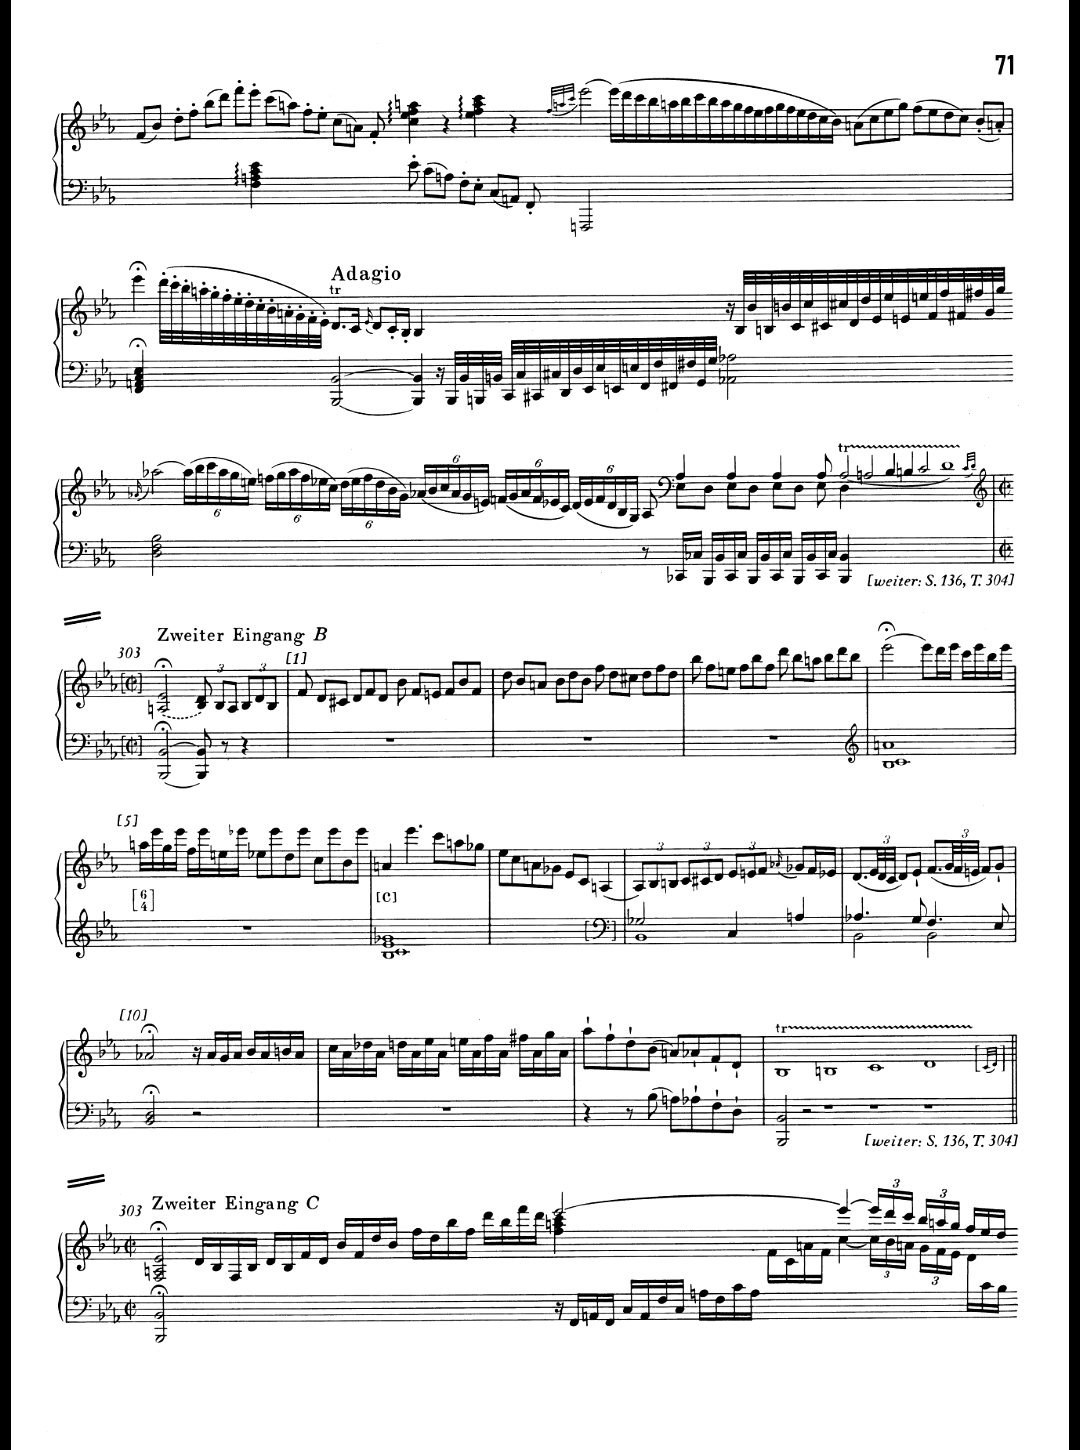 71
Adagio
tr
6 6 6 6 6 6
tr
[weiter: S. 136, T. 304]
Zweiter Eingang B
303
3 3
[1]
[5]
[6/4]
[C]
3 3 3
3 3
[10]
tr
[weiter: S. 136, T. 304]
Zweiter Eingang C
303
3 3
3 3